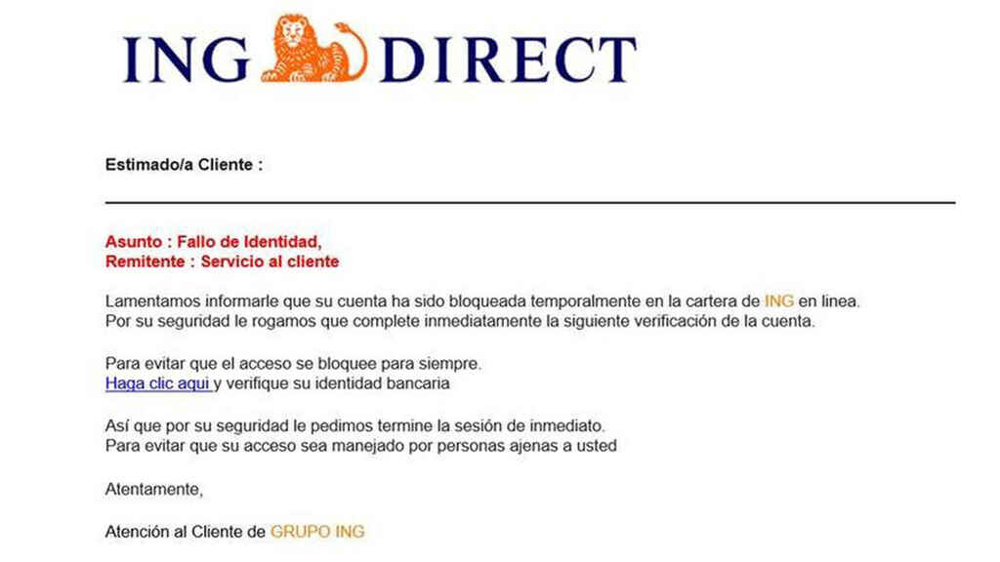 ING DIRECT
Estimado/a Cliente :
Asunto : Fallo de Identidad,
Remitente : Servicio al cliente
Lamentamos informarle que su cuenta ha sido bloqueada temporalmente en la cartera de ING en linea.
Por su seguridad le rogamos que complete inmediatamente la siguiente verificación de la cuenta.
Para evitar que el acceso se bloquee para siempre.
Haga clic aqui y verifique su identidad bancaria
Así que por su seguridad le pedimos termine la sesión de inmediato.
Para evitar que su acceso sea manejado por personas ajenas a usted
Atentamente,
Atención al Cliente de GRUPO ING